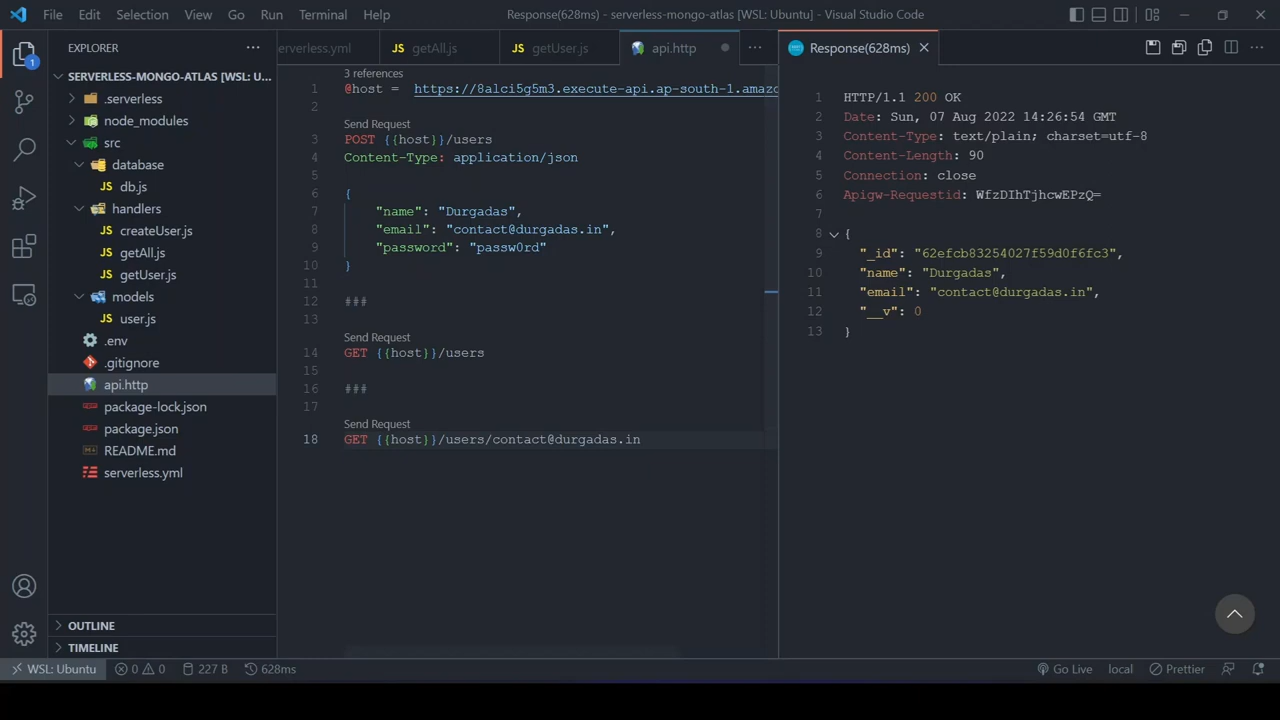 File Edit Selection View Go Run Terminal Help Response(628ms) - serverless-mongo-atlas [WSL: Ubuntu] - Visual Studio Code
EXPLORER
1
SERVERLESS-MONGO-ATLAS [WSL: U...
.serverless
node_modules
src
database
JS db.js
handlers
JS createUser.js
JS getAll.js
JS getUser.js
models
JS user.js
.env
.gitignore
api.http
package-lock.json
package.json
README.md
serverless.yml
OUTLINE
TIMELINE
erverless.yml JS getAll.js JS getUser.js api.http
3 references
1 @host = https://8alci5g5m3.execute-api.ap-south-1.amazo
2
Send Request
3 POST {{host}}/users
4 Content-Type: application/json
5
6 {
7 "name": "Durgadas",
8 "email": "contact@durgadas.in",
9 "password": "passw0rd"
10 }
11
12 ###
13
Send Request
14 GET {{host}}/users
15
16 ###
17
Send Request
18 GET {{host}}/users/contact@durgadas.in
Response(628ms)
1 HTTP/1.1 200 OK
2 Date: Sun, 07 Aug 2022 14:26:54 GMT
3 Content-Type: text/plain; charset=utf-8
4 Content-Length: 90
5 Connection: close
6 Apigw-Requestid: WfzDIhTjhcwEPzQ=
7
8 {
9 "_id": "62efcb83254027f59d0f6fc3",
10 "name": "Durgadas",
11 "email": "contact@durgadas.in",
12 "__v": 0
13 }
WSL: Ubuntu 0 0 227 B 628ms Go Live local Prettier